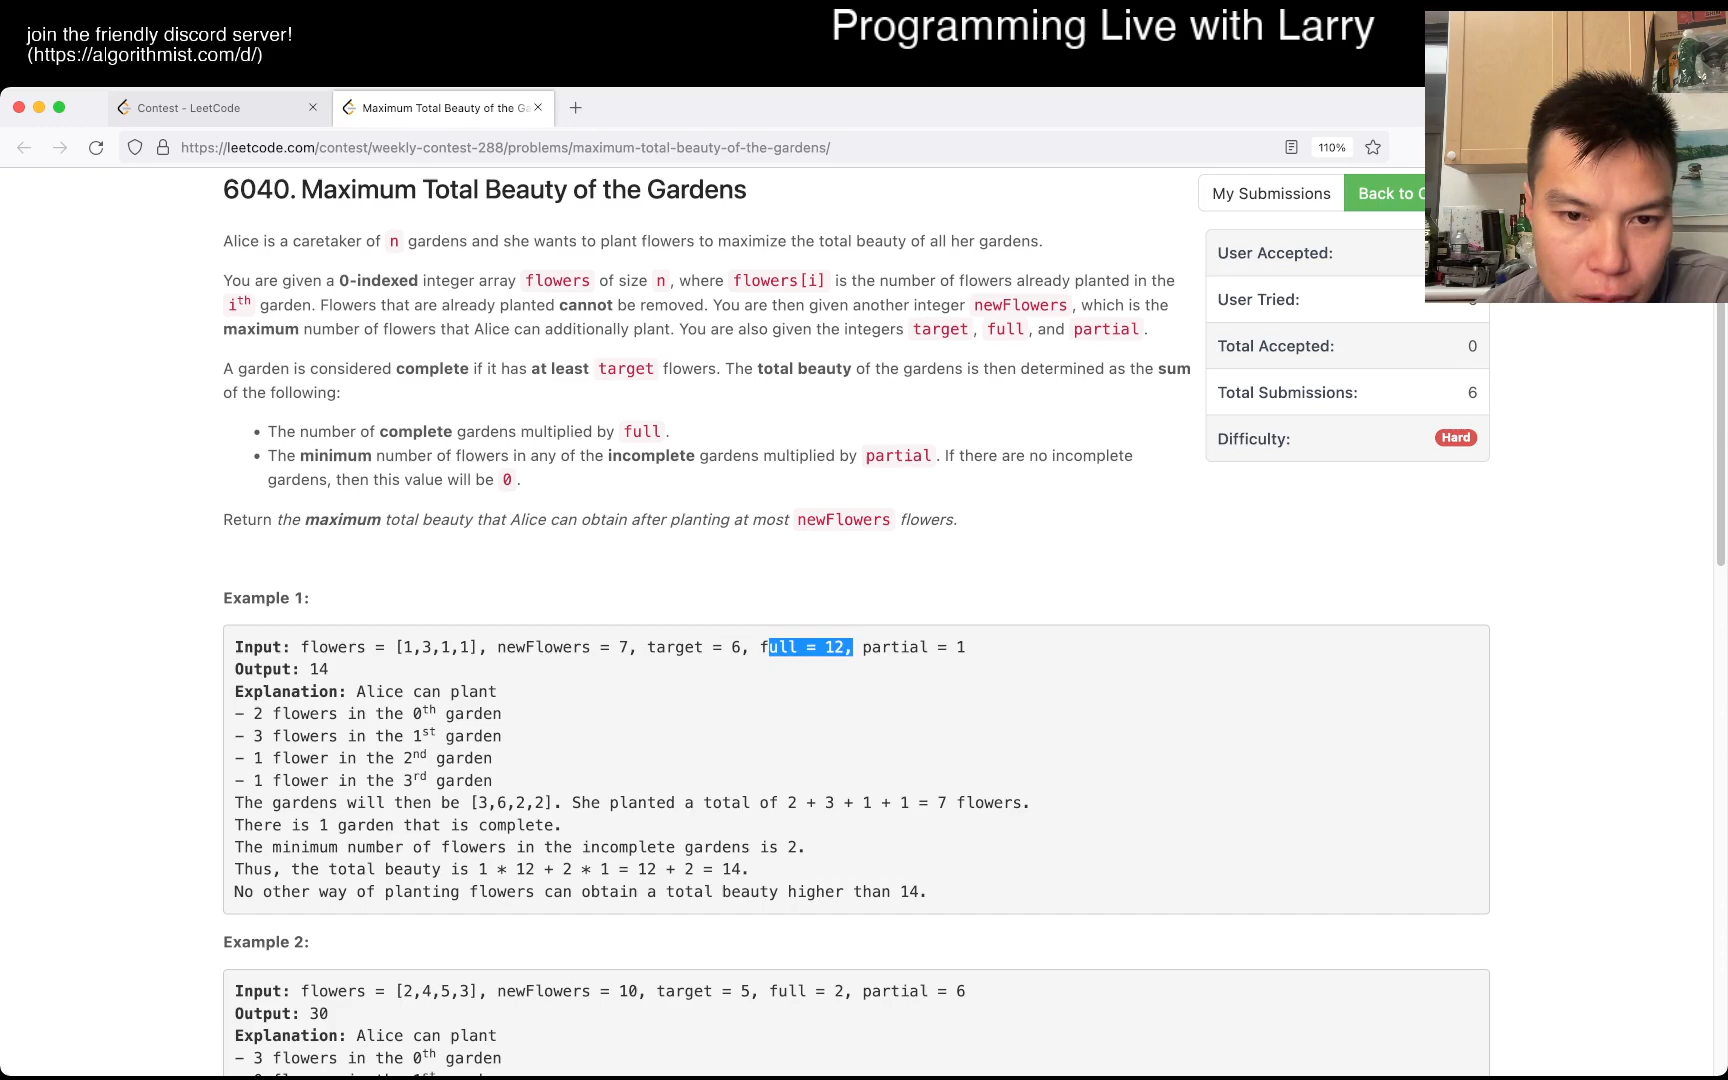 join the friendly discord server!
(https://algorithmist.com/d/)
Programming Live with Larry
Contest - LeetCode
Maximum Total Beauty of the Ga
https://leetcode.com/contest/weekly-contest-288/problems/maximum-total-beauty-of-the-gardens/
110%
6040. Maximum Total Beauty of the Gardens
My Submissions
Back to C
Alice is a caretaker of n gardens and she wants to plant flowers to maximize the total beauty of all her gardens.
You are given a 0-indexed integer array flowers of size n, where flowers[i] is the number of flowers already planted in the
ith garden. Flowers that are already planted cannot be removed. You are then given another integer newFlowers, which is the
maximum number of flowers that Alice can additionally plant. You are also given the integers target, full, and partial.
A garden is considered complete if it has at least target flowers. The total beauty of the gardens is then determined as the sum
of the following:
• The number of complete gardens multiplied by full.
• The minimum number of flowers in any of the incomplete gardens multiplied by partial. If there are no incomplete
gardens, then this value will be 0.
Return the maximum total beauty that Alice can obtain after planting at most newFlowers flowers.
User Accepted:
User Tried:
Total Accepted: 0
Total Submissions: 6
Difficulty: Hard
Example 1:
Input: flowers = [1,3,1,1], newFlowers = 7, target = 6, full = 12, partial = 1
Output: 14
Explanation: Alice can plant
- 2 flowers in the 0th garden
- 3 flowers in the 1st garden
- 1 flower in the 2nd garden
- 1 flower in the 3rd garden
The gardens will then be [3,6,2,2]. She planted a total of 2 + 3 + 1 + 1 = 7 flowers.
There is 1 garden that is complete.
The minimum number of flowers in the incomplete gardens is 2.
Thus, the total beauty is 1 * 12 + 2 * 1 = 12 + 2 = 14.
No other way of planting flowers can obtain a total beauty higher than 14.
Example 2:
Input: flowers = [2,4,5,3], newFlowers = 10, target = 5, full = 2, partial = 6
Output: 30
Explanation: Alice can plant
- 3 flowers in the 0th garden